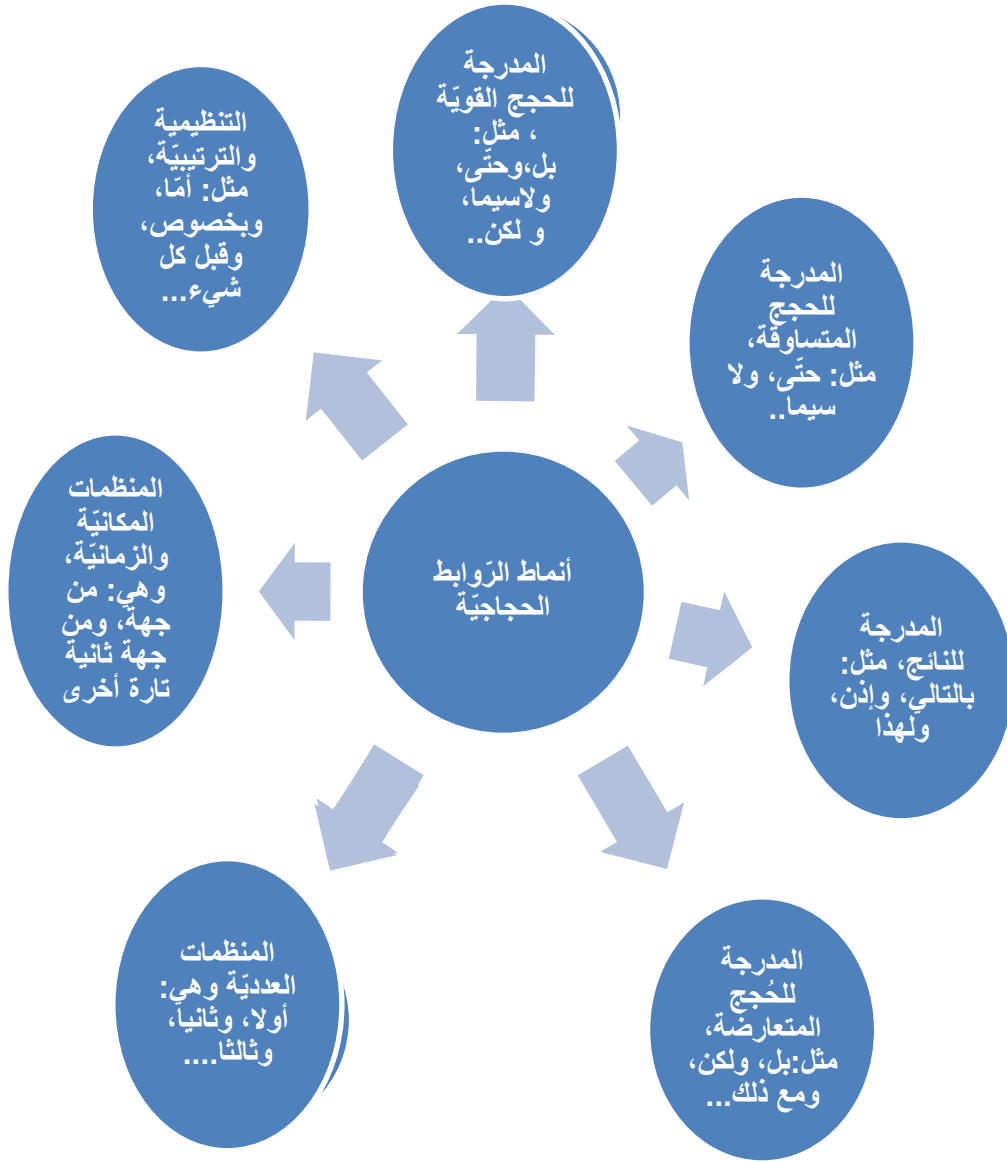 المدرجة
للحجج القويّة
، مثل:
بل،وحتّى،
ولاسيما،
و لكن..
المدرجة
للحجج
المتساوقة،
مثل: حتّى، ولا
سيما..
المدرجة
للنائج، مثل:
بالتالي، وإذن،
ولهذا
المدرجة
للحُجج
المتعارضة،
مثل:بل، ولكن،
ومع ذلك...
المنظمات
العدديّة وهي:
أولا، وثانيا،
وثالثا....
المنظمات
المكانيّة
والزمانيّة،
وهي: من
جهة، ومن
جهة ثانية
تارة أخرى
التنظيمية
والترتيبيّة،
مثل: أمّا،
وبخصوص،
وقبل كل
شيء...
أنماط الرّوابط
الحجاجيّة